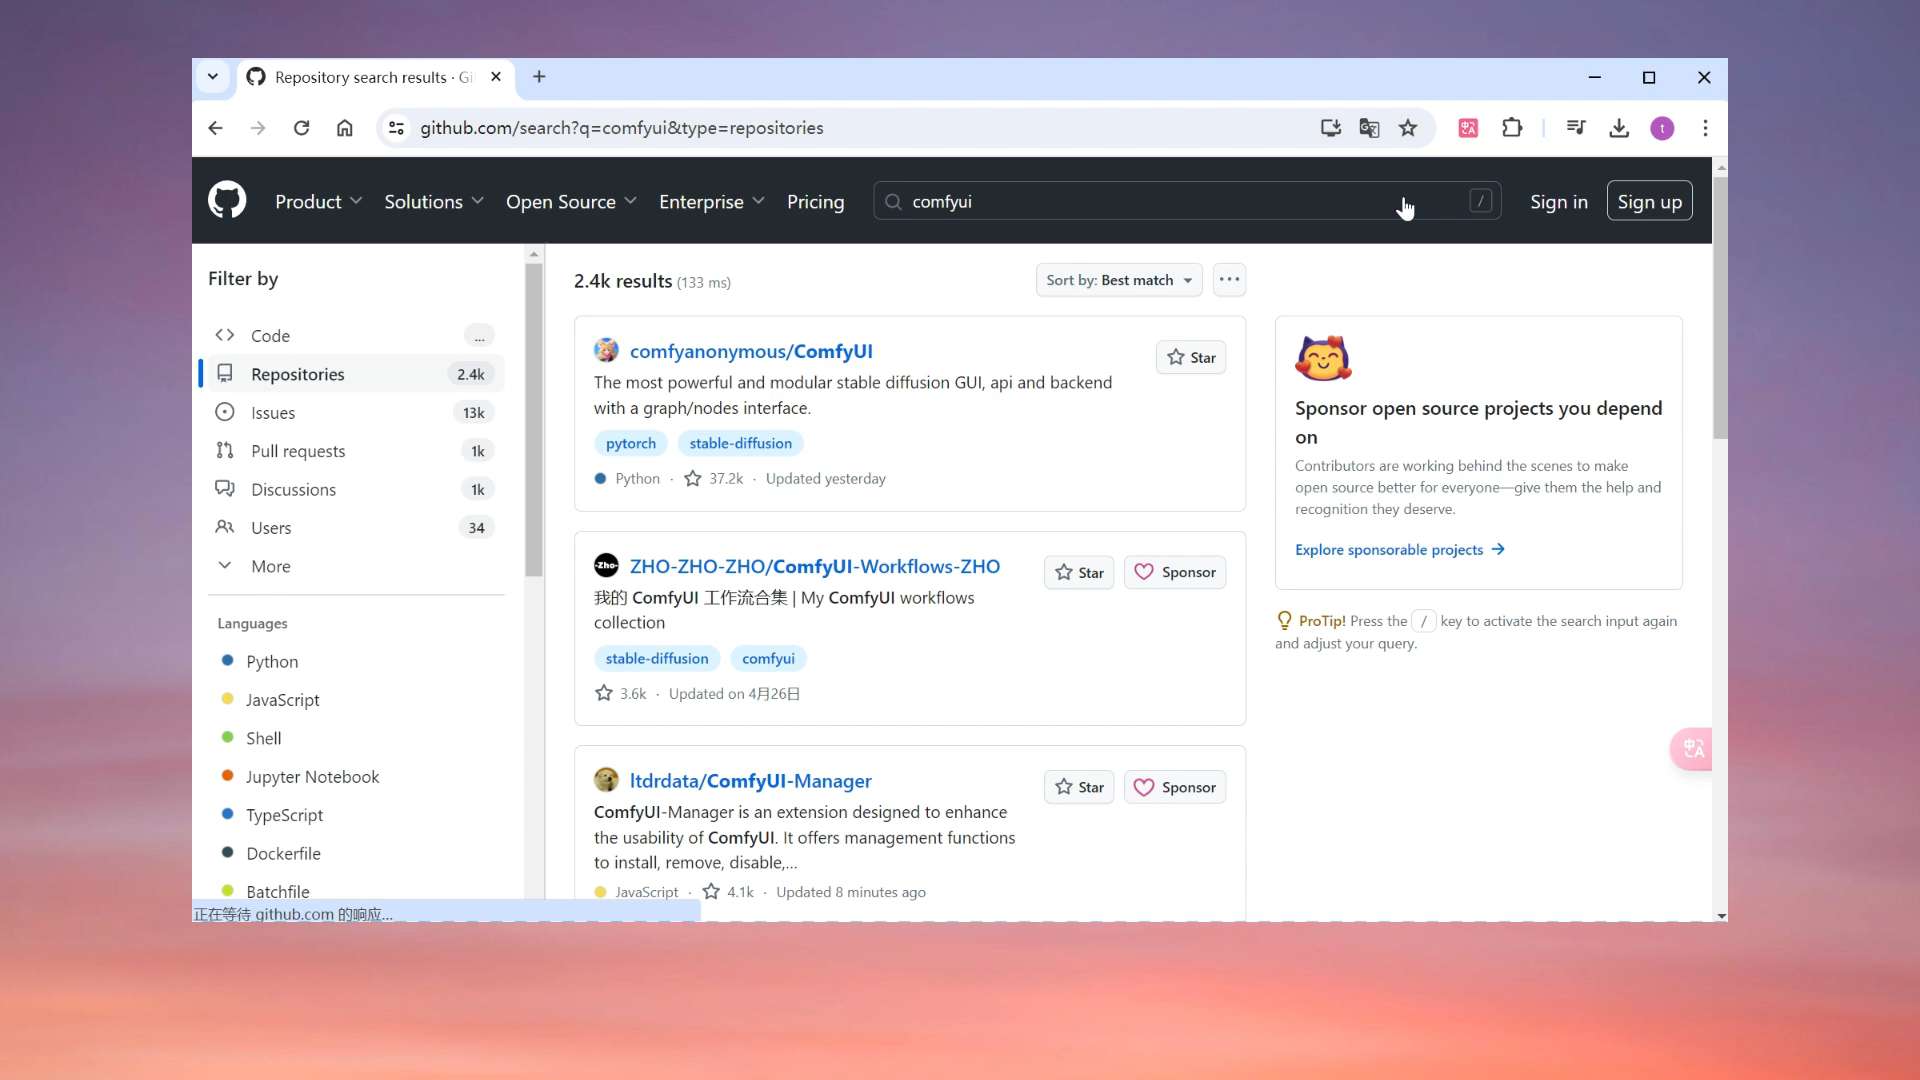 Repository search results · Gi
github.com/search?q=comfyui&type=repositories
t
Product
Solutions
Open Source
Enterprise
Pricing
comfyui
/
Sign in
Sign up
Filter by
Code
...
Repositories
2.4k
Issues
13k
Pull requests
1k
Discussions
1k
Users
34
More
Languages
Python
JavaScript
Shell
Jupyter Notebook
TypeScript
Dockerfile
Batchfile
正在等待 github.com 的响应...
2.4k results (133 ms)
Sort by: Best match
comfyanonymous/ComfyUI
Star
The most powerful and modular stable diffusion GUI, api and backend
with a graph/nodes interface.
pytorch
stable-diffusion
Python · 37.2k · Updated yesterday
-Zho-
ZHO-ZHO-ZHO/ComfyUI-Workflows-ZHO
Star
Sponsor
我的 ComfyUI 工作流合集 | My ComfyUI workflows
collection
stable-diffusion
comfyui
3.6k · Updated on 4月26日
ltdrdata/ComfyUI-Manager
Star
Sponsor
ComfyUI-Manager is an extension designed to enhance
the usability of ComfyUI. It offers management functions
to install, remove, disable,...
JavaScript · 4.1k · Updated 8 minutes ago
Sponsor open source projects you depend
on
Contributors are working behind the scenes to make
open source better for everyone—give them the help and
recognition they deserve.
Explore sponsorable projects
ProTip! Press the / key to activate the search input again
and adjust your query.